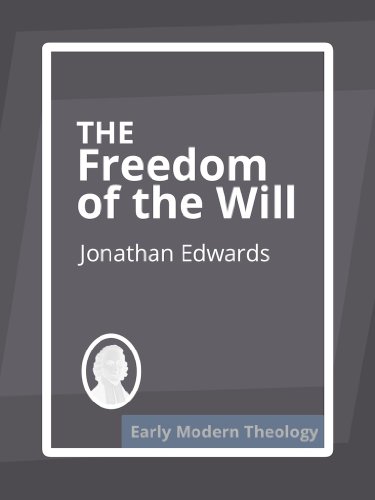 THE
Freedom
of the Will
Jonathan Edwards
Early Modern Theology